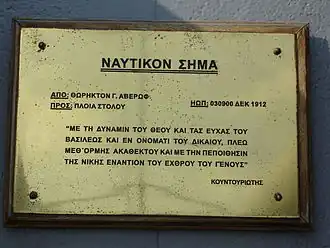 ΝΑΥΤΙΚΟΝ ΣΗΜΑ
ΑΠΟ: ΘΩΡΗΚΤΟΝ Γ. ΑΒΕΡΩΦ
ΠΡΟΣ: ΠΛΟΙΑ ΣΤΟΛΟΥ ΗΩΠ: 030900 ΔΕΚ 1912
"ΜΕ ΤΗ ΔΥΝΑΜΙΝ ΤΟΥ ΘΕΟΥ ΚΑΙ ΤΑΣ ΕΥΧΑΣ ΤΟΥ
ΒΑΣΙΛΕΩΣ ΚΑΙ ΕΝ ΟΝΟΜΑΤΙ ΤΟΥ ΔΙΚΑΙΟΥ, ΠΛΕΩ
ΜΕΘ'ΟΡΜΗΣ ΑΚΑΘΕΚΤΟΥ ΚΑΙ ΜΕ ΤΗΝ ΠΕΠΟΙΘΗΣΙΝ
ΤΗΣ ΝΙΚΗΣ ΕΝΑΝΤΙΟΝ ΤΟΥ ΕΧΘΡΟΥ ΤΟΥ ΓΕΝΟΥΣ"
ΚΟΥΝΤΟΥΡΙΩΤΗΣ